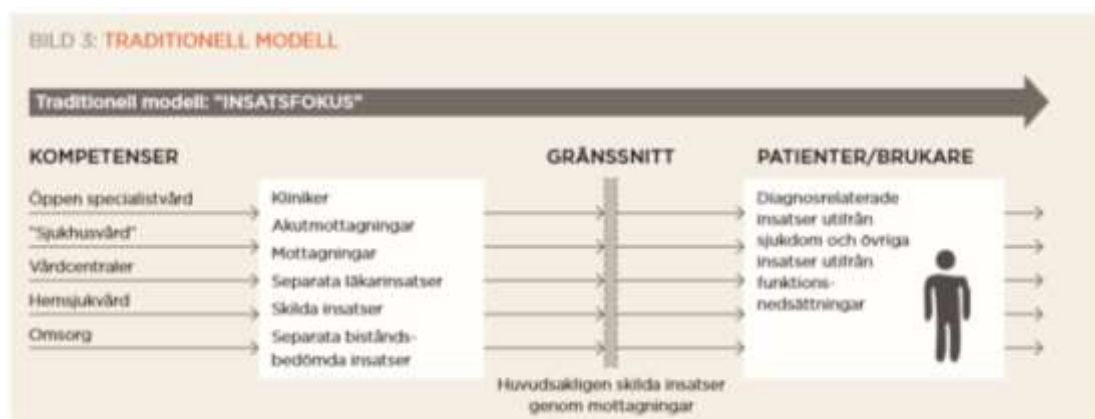 BILD 3: TRADITIONELL MODELL
Traditionell modell: "INSATSFOKUS"
KOMPETENSER
Öppen specialistvård
"Sjukhusvård"
Vårdcentraler
Hemsjukvård
Omsorg
Kliniker
Akutmottagningar
Mottagningar
Separata läkarinsatser
Skilda insatser
Separata bistånds-
bedömda insatser
GRÄNSSNITT
Huvudsakligen skilda insatser
genom mottagningar
PATIENTER/BRUKARE
Diagnosrelaterade
insatser utifrån
sjukdom och övriga
insatser utifrån
funktions-
nedsättningar